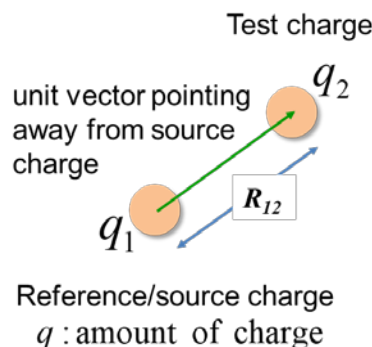 Test charge
q₂
unit vector pointing
away from source
charge
R₁₂
q₁
Reference/source charge
q : amount of charge